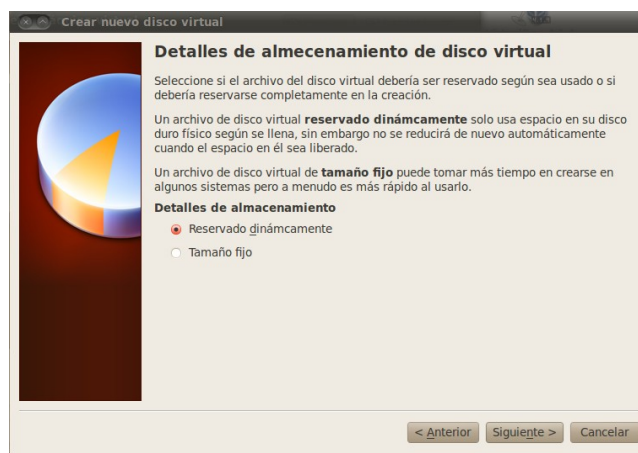 Crear nuevo disco virtual
Detalles de almecenamiento de disco virtual
Seleccione si el archivo del disco virtual debería ser reservado según sea usado o si
debería reservarse completamente en la creación.
Un archivo de disco virtual reservado dinámcamente solo usa espacio en su disco
duro físico según se llena, sin embargo no se reducirá de nuevo automáticamente
cuando el espacio en él sea liberado.
Un archivo de disco virtual de tamaño fijo puede tomar más tiempo en crearse en
algunos sistemas pero a menudo es más rápido al usarlo.
Detalles de almacenamiento
Reservado dinámcamente
Tamaño fijo
< Anterior Siguiente > Cancelar